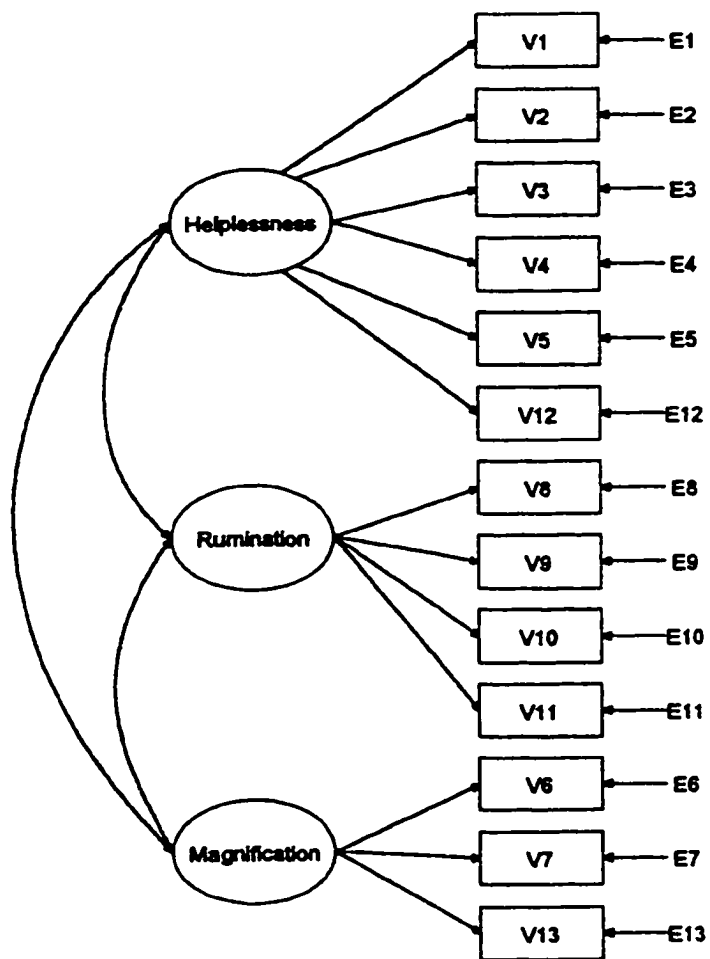 V1 E1
V2 E2
V3 E3
Helplessness
V4 E4
V5 E5
V12 E12
V8 E8
Rumination
V9 E9
V10 E10
V11 E11
V6 E6
Magnification
V7 E7
V13 E13